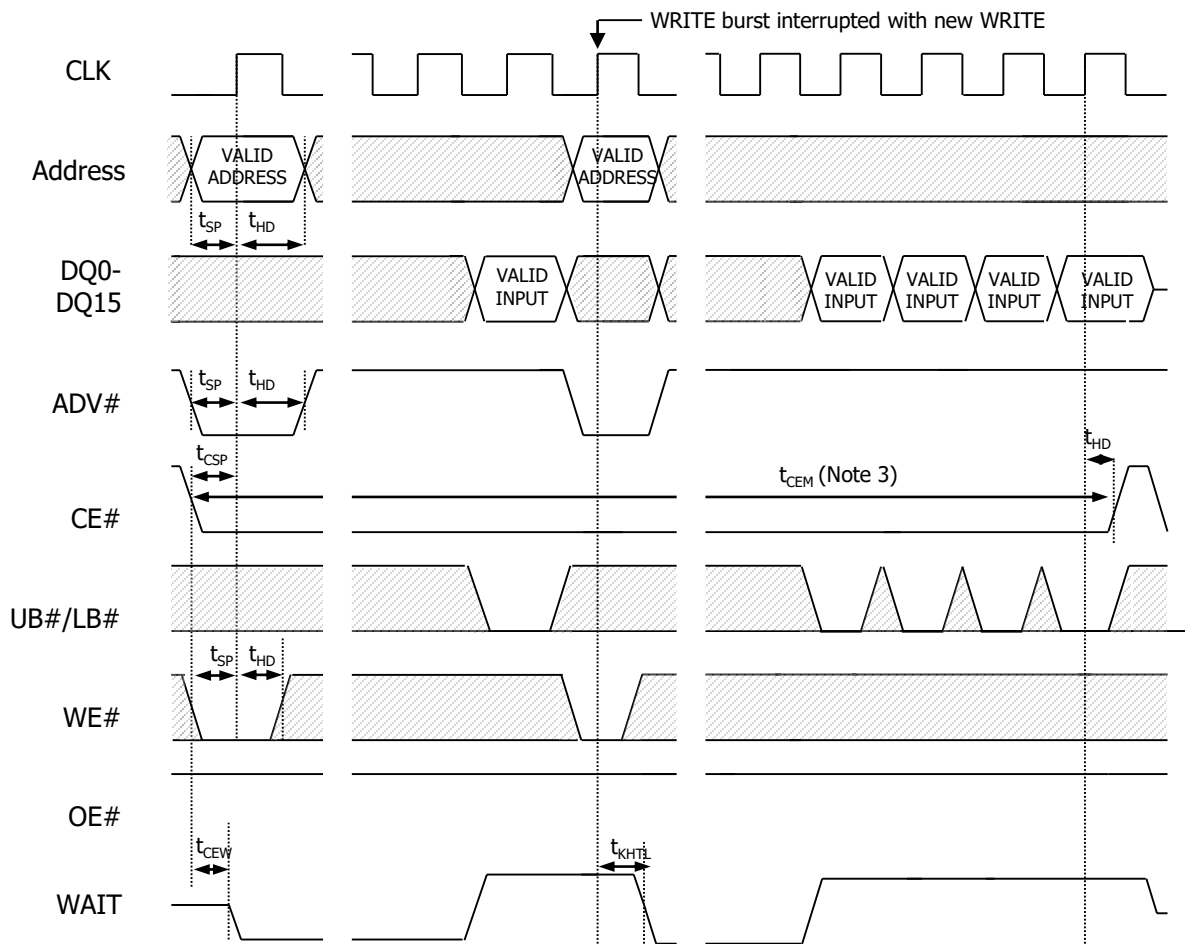 WRITE burst interrupted with new WRITE
CLK
Address
VALID
ADDRESS
VALID
ADDRESS
tSP
tHD
DQ0-
DQ15
VALID
INPUT
VALID
INPUT
VALID
INPUT
VALID
INPUT
VALID
INPUT
ADV#
tSP
tHD
tCSP
tHD
tCEM (Note 3)
CE#
UB#/LB#
tSP
tHD
WE#
OE#
tCEW
tKHTL
WAIT